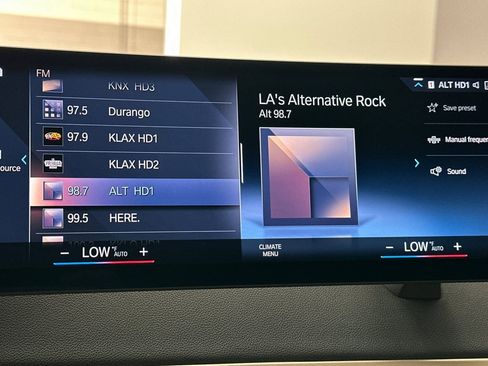 FM
KNX HD3
97.5 Durango
97.9 KLAX HD1
KLAX HD2
98.7 ALT HD1
99.5 HERE.
ource
− LOW °F AUTO +
LA's Alternative Rock
Alt 98.7
CLIMATE
MENU
− LOW °F AUTO +
1 ALT HD1
Save preset
Manual frequen
Sound